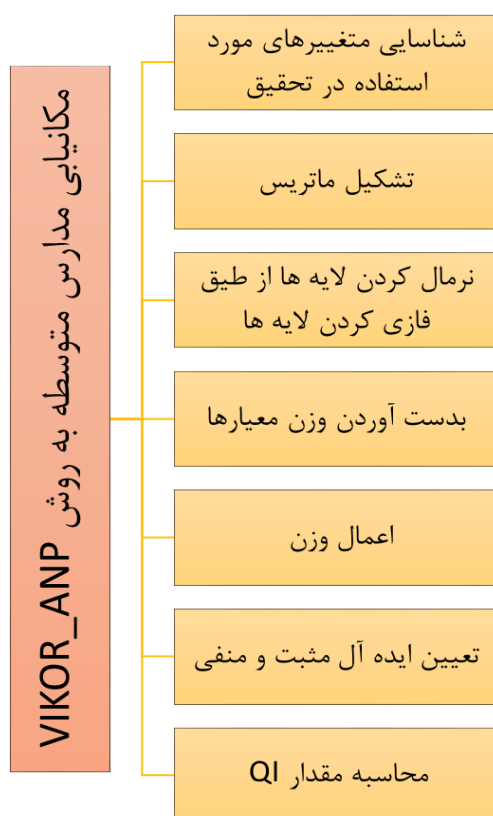 مکانیابی مدارس متوسطه به روش VIKOR_ANP
شناسایی متغییرهای مورد
استفاده در تحقیق
تشکیل ماتریس
نرمال کردن لایه ها از طیق
فازی کردن لایه ها
بدست آوردن وزن معیارها
اعمال وزن
تعیین ایده آل مثبت و منفی
محاسبه مقدار QI